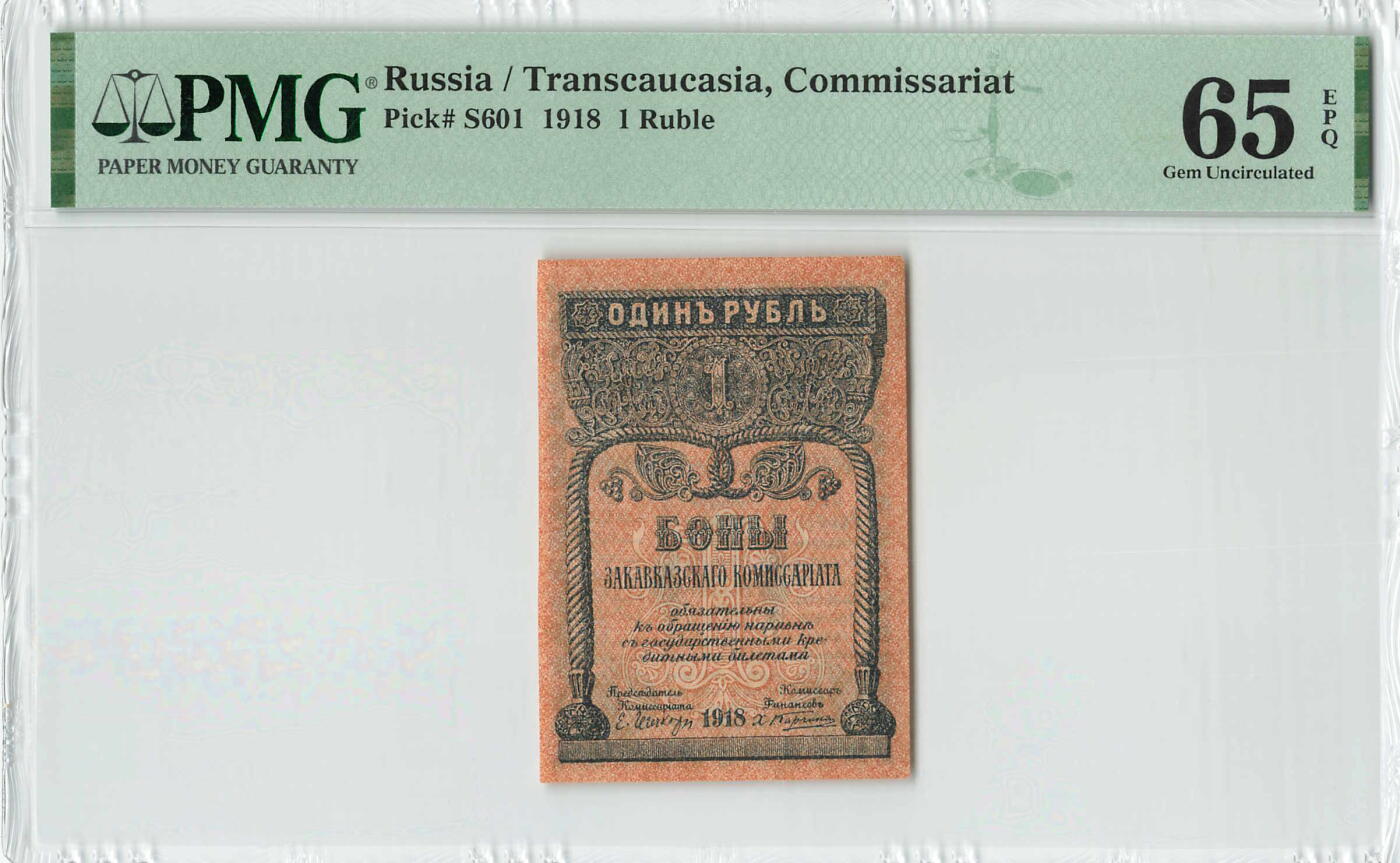 PMG®
PAPER MONEY GUARANTY
Russia / Transcaucasia, Commissariat
Pick# S601 1918 1 Ruble
65
EPQ
Gem Uncirculated
ОДИНЪ РУБЛЬ
1
БОНЫ
ЗАКАВКАЗСКАГО КОМИССАРІАТА
обязательны
къ обращенію наравнѣ
съ государственными кре-
дитными билетами
Предсѣдатель Комиссаръ
Комиссаріата Финансовъ
1918